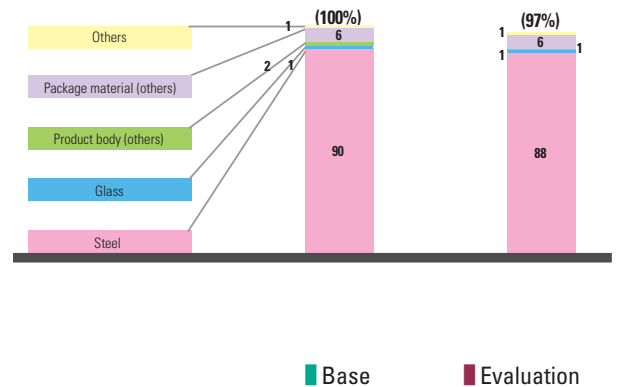 (100%)
(97%)
Others
1
1
6
6
1
Package material (others)
2
1
1
Product body (others)
90
88
Glass
Steel
Base
Evaluation